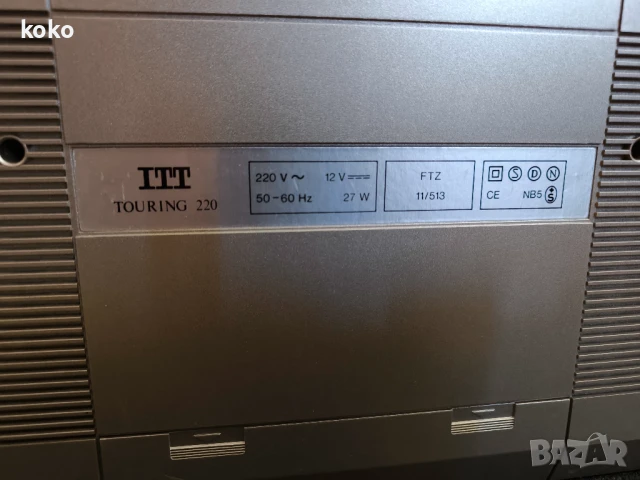 koko
ITT
TOURING 220
220 V ~ 12 V
50-60 Hz 27 W
FTZ
11/513
S D N
CE NB5 S
BAZAR